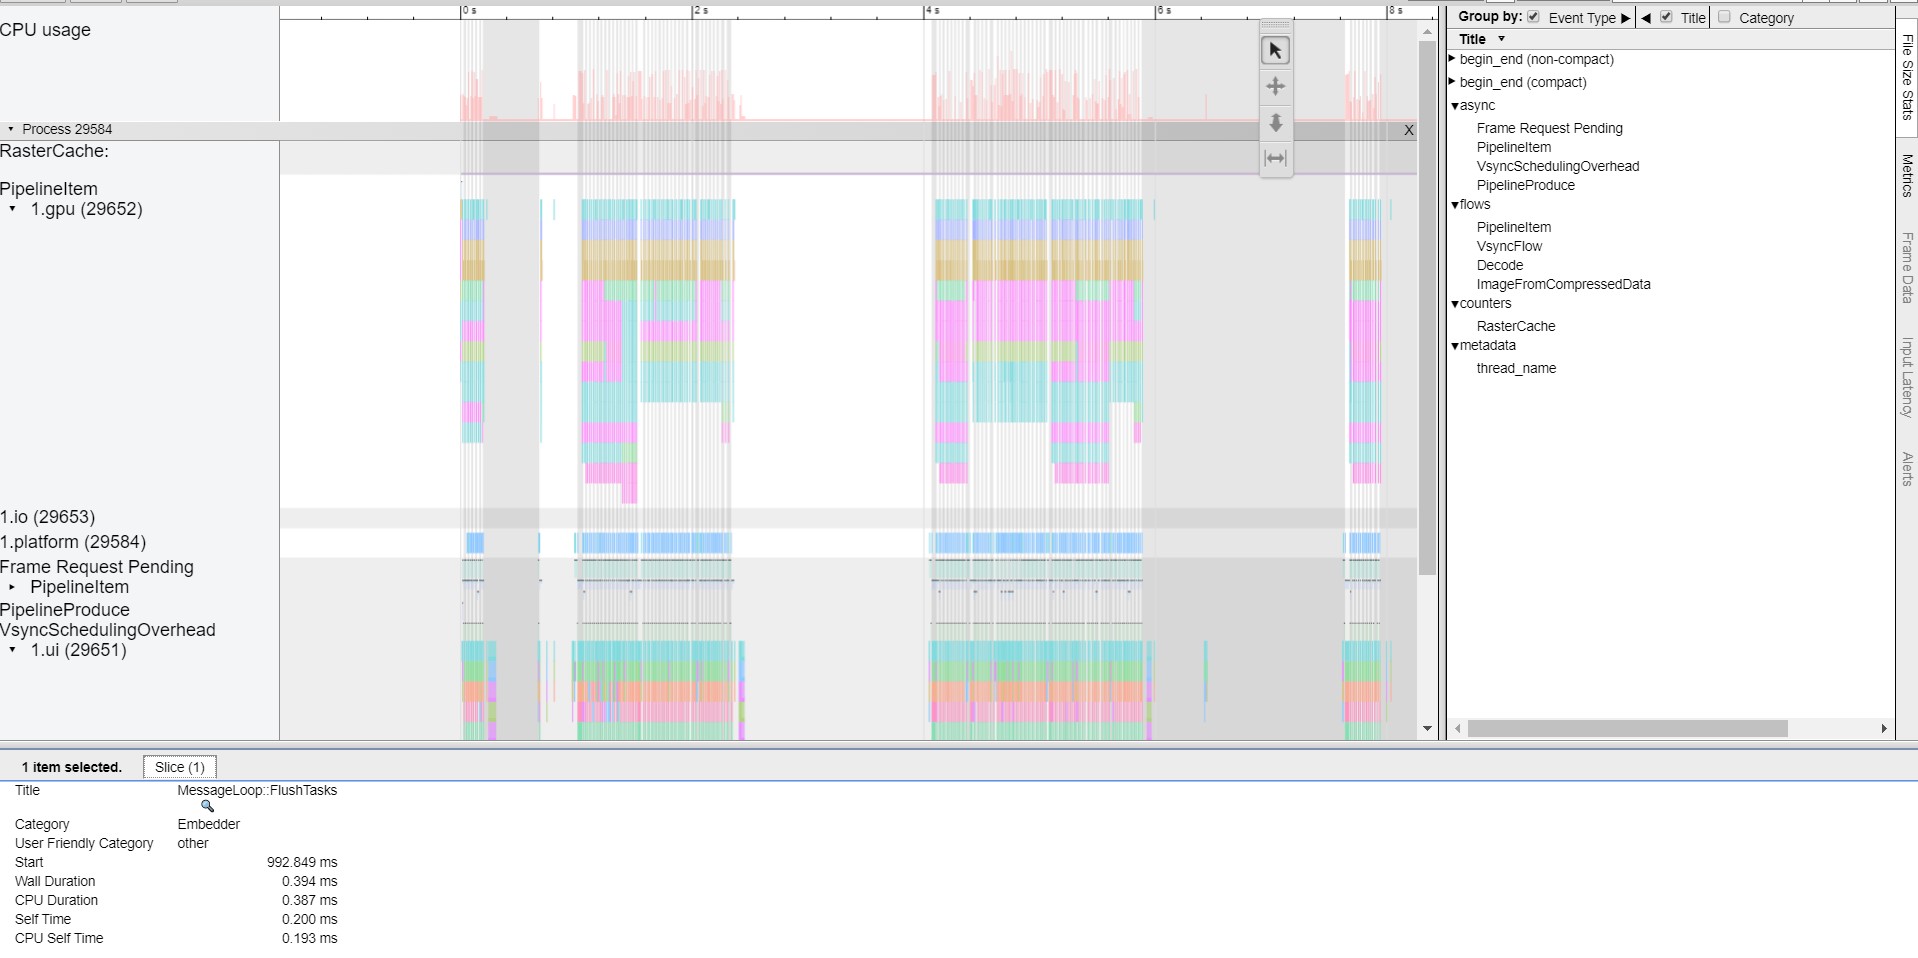 0 s
2 s
4 s
6 s
8 s
CPU usage
Process 29584
X
RasterCache:
PipelineItem
1.gpu (29652)
1.io (29653)
1.platform (29584)
Frame Request Pending
PipelineItem
PipelineProduce
VsyncSchedulingOverhead
1.ui (29651)
Group by: Event Type Title Category
Title
begin_end (non-compact)
begin_end (compact)
async
Frame Request Pending
PipelineItem
VsyncSchedulingOverhead
PipelineProduce
flows
PipelineItem
VsyncFlow
Decode
ImageFromCompressedData
counters
RasterCache
metadata
thread_name
File Size Stats
Metrics
Frame Data
Input Latency
Alerts
1 item selected. Slice (1)
Title MessageLoop::FlushTasks
Category Embedder
User Friendly Category other
Start 992.849 ms
Wall Duration 0.394 ms
CPU Duration 0.387 ms
Self Time 0.200 ms
CPU Self Time 0.193 ms